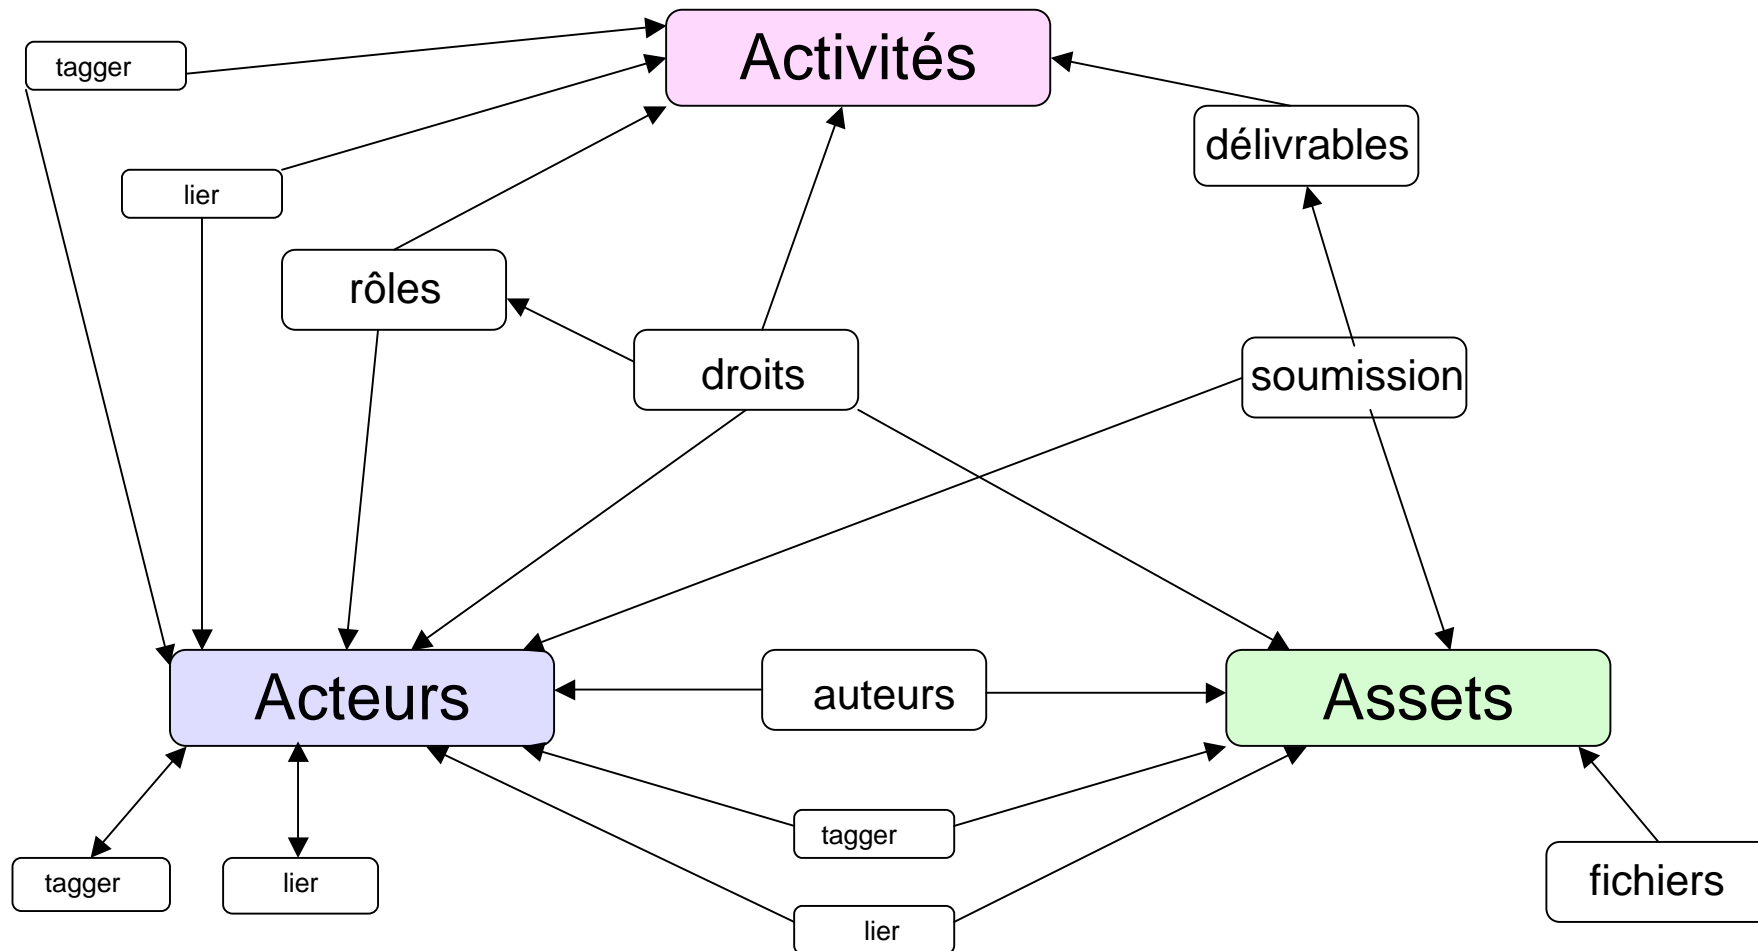 Activités
tagger
délivrables
lier
rôles
droits
soumission
Acteurs
auteurs
Assets
tagger
tagger
lier
fichiers
lier